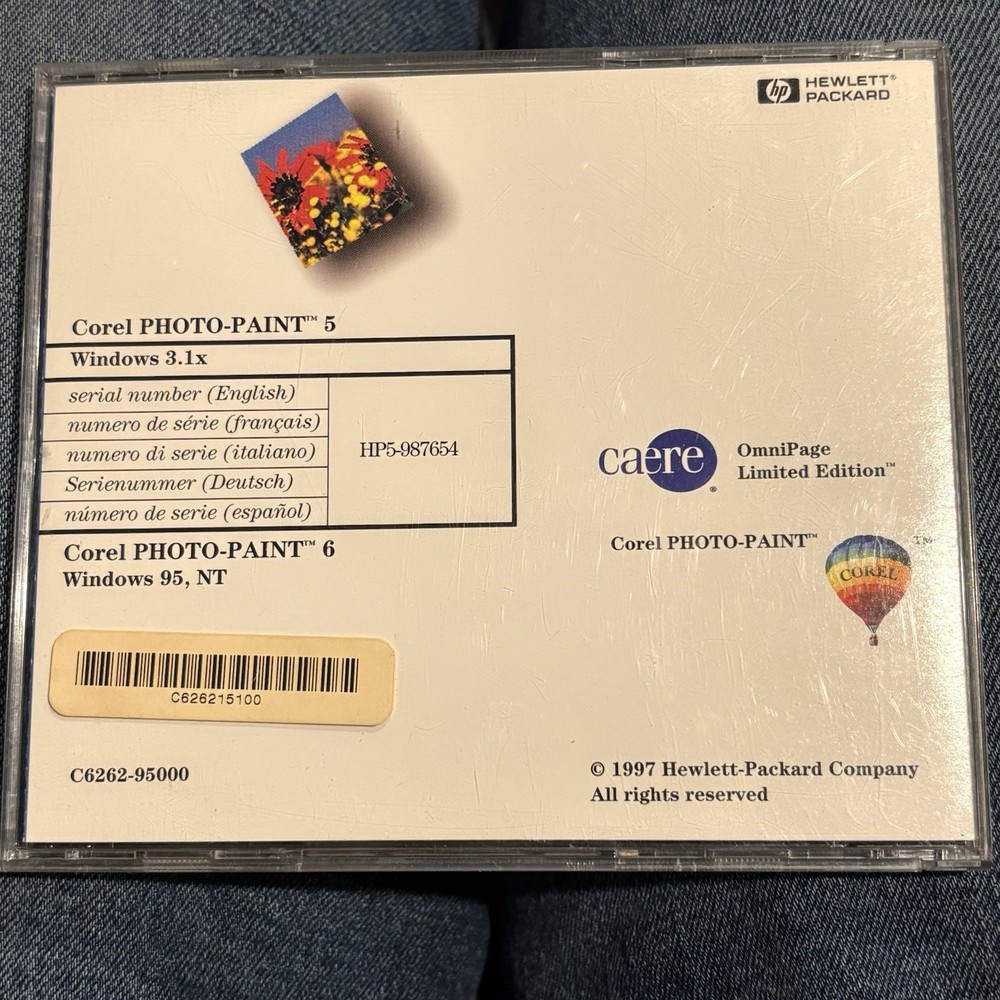 hp HEWLETT®
PACKARD
Corel PHOTO-PAINT™ 5
Windows 3.1x
serial number (English)
numero de série (français)
numero di serie (italiano)
Serienummer (Deutsch)
número de serie (español)
HP5-987654
Corel PHOTO-PAINT™ 6
Windows 95, NT
caere®
OmniPage
Limited Edition™
Corel PHOTO-PAINT™
COREL™
C626215100
C6262-95000
© 1997 Hewlett-Packard Company
All rights reserved